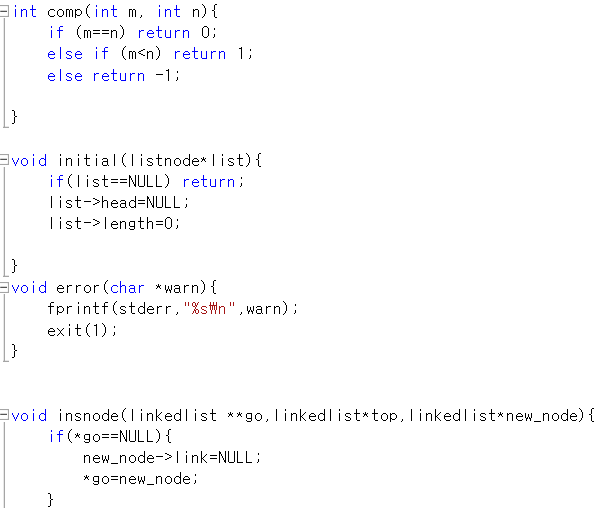 int comp(int m, int n){
if (m==n) return 0;
else if (m<n) return 1;
else return -1;
}
void initial(listnode*list){
if(list==NULL) return;
list->head=NULL;
list->length=0;
}
void error(char *warn){
fprintf(stderr,"%s₩n",warn);
exit(1);
}
void insnode(linkedlist **go,linkedlist*top,linkedlist*new_node){
if(*go==NULL){
new_node->link=NULL;
*go=new_node;
}